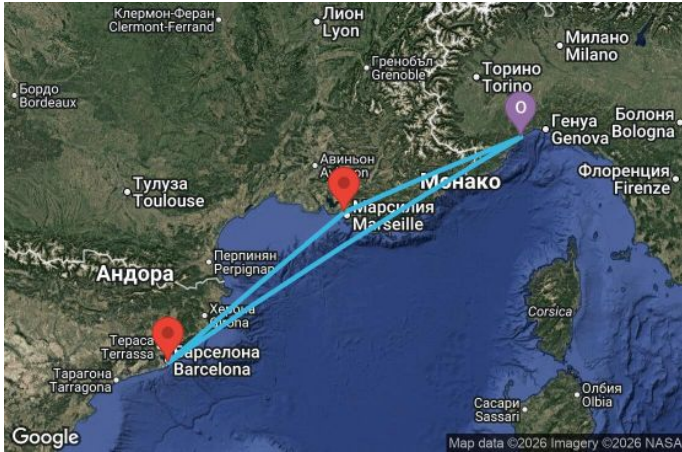 Клермон-Феран
Clermont-Ferrand
Лион
Lyon
Милано
Milano
Гренобъл
Grenoble
Торино
Torino
Бордо
Bordeaux
О
Генуа
Genova
Болоня
Bologna
Авиньон
Монако
Флоренция
Firenze
Тулуза
Toulouse
Марсилия
Marseille
Перпинян
Perpignan
Андора
Corsica
Тераса
Terrassa
Барселона
Barcelona
Тарагона
Tarragona
Олбия
Olbia
Сасари
Sassari
Google
Map data ©2026 Imagery ©2026 NASA